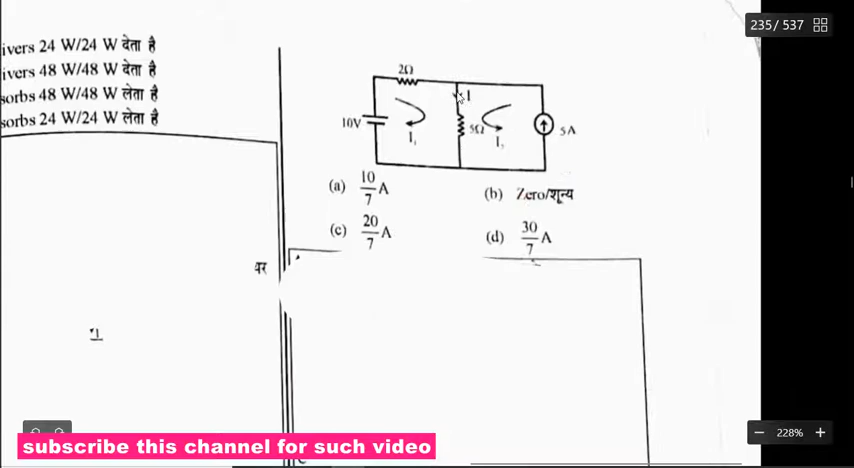 235 / 537
ivers 24 W/24 W देता है
ivers 48 W/48 W देता है
sorbs 48 W/48 W लेता है
sorbs 24 W/24 W लेता है
2Ω
I
10V
5Ω
5A
I₁
(a) 10/7 A
(b) Zero/शून्य
(c) 20/7 A
(d) 30/7 A
पर
228%
subscribe this channel for such video